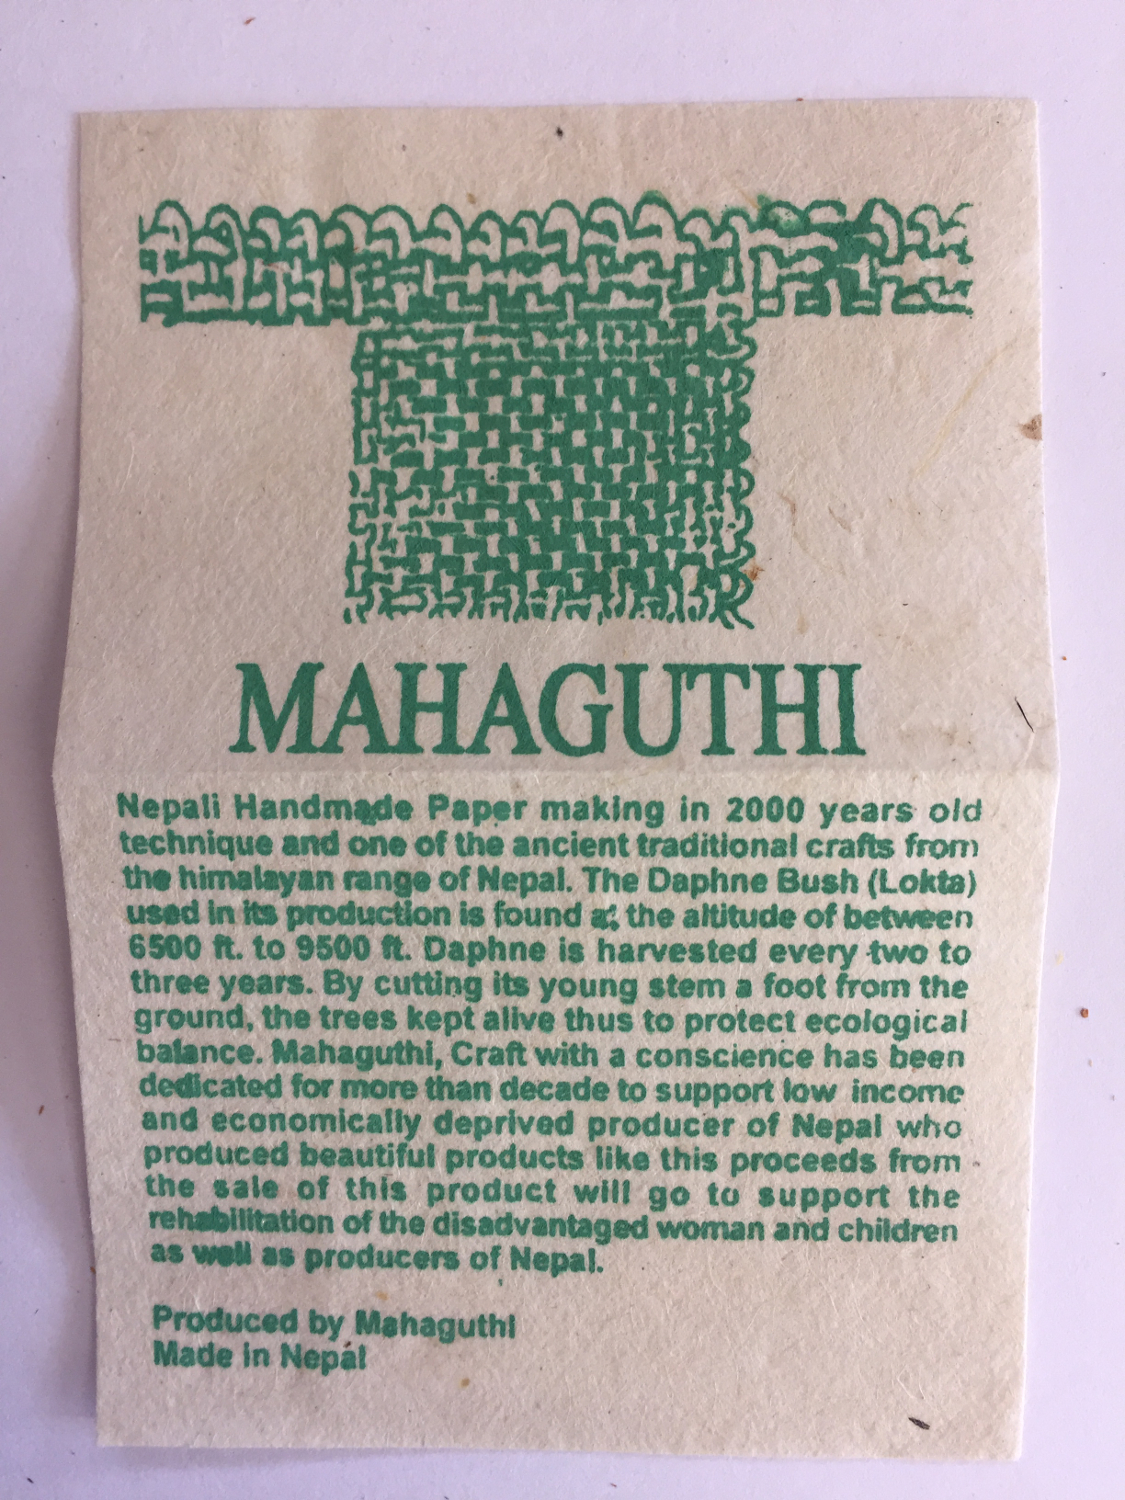 MAHAGUTHI
Nepali Handmade Paper making in 2000 years old
technique and one of the ancient traditional crafts from
the himalayan range of Nepal. The Daphne Bush (Lokta)
used in its production is found at the altitude of between
6500 ft. to 9500 ft. Daphne is harvested every two to
three years. By cutting its young stem a foot from the
ground, the trees kept alive thus to protect ecological
balance. Mahaguthi, Craft with a conscience has been
dedicated for more than decade to support low income
and economically deprived producer of Nepal who
produced beautiful products like this proceeds from
the sale of this product will go to support the
rehabilitation of the disadvantaged woman and children
as well as producers of Nepal.
Produced by Mahaguthi
Made in Nepal